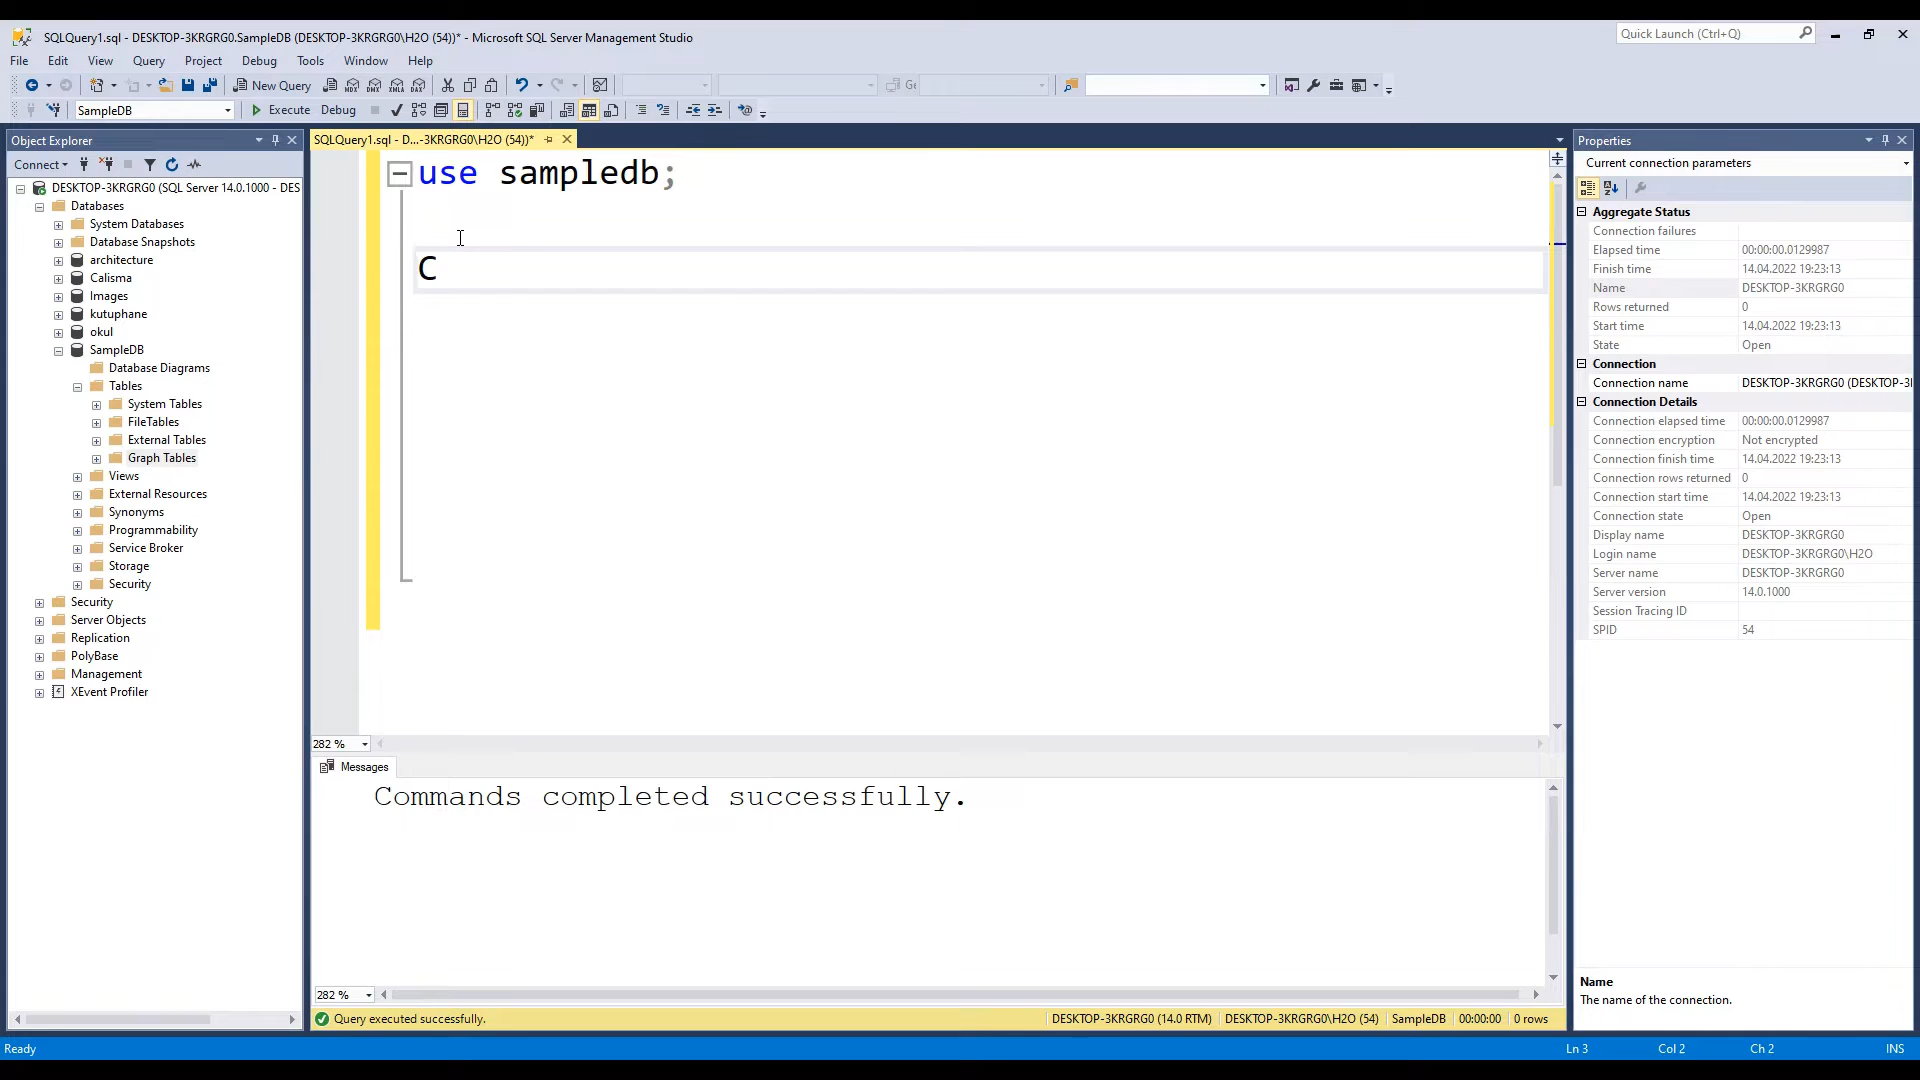 SQLQuery1.sql - DESKTOP-3KRGRG0.SampleDB (DESKTOP-3KRGRG0\H2O (54))* - Microsoft SQL Server Management Studio
Quick Launch (Ctrl+Q)
File Edit View Query Project Debug Tools Window Help
New Query
SampleDB
Execute Debug
Object Explorer
Connect
DESKTOP-3KRGRG0 (SQL Server 14.0.1000 - DES
Databases
System Databases
Database Snapshots
architecture
Calisma
Images
kutuphane
okul
SampleDB
Database Diagrams
Tables
System Tables
FileTables
External Tables
Graph Tables
Views
External Resources
Synonyms
Programmability
Service Broker
Storage
Security
Security
Server Objects
Replication
PolyBase
Management
XEvent Profiler
SQLQuery1.sql - D...-3KRGRG0\H2O (54))*
use sampledb;
C
282 %
Messages
Commands completed successfully.
282 %
Query executed successfully.
DESKTOP-3KRGRG0 (14.0 RTM) DESKTOP-3KRGRG0\H2O (54) SampleDB 00:00:00 0 rows
Properties
Current connection parameters
Aggregate Status
Connection failures
Elapsed time 00:00:00.0129987
Finish time 14.04.2022 19:23:13
Name DESKTOP-3KRGRG0
Rows returned 0
Start time 14.04.2022 19:23:13
State Open
Connection
Connection name DESKTOP-3KRGRG0 (DESKTOP-3
Connection Details
Connection elapsed time 00:00:00.0129987
Connection encryption Not encrypted
Connection finish time 14.04.2022 19:23:13
Connection rows returned 0
Connection start time 14.04.2022 19:23:13
Connection state Open
Display name DESKTOP-3KRGRG0
Login name DESKTOP-3KRGRG0\H2O
Server name DESKTOP-3KRGRG0
Server version 14.0.1000
Session Tracing ID
SPID 54
Name
The name of the connection.
Ready
Ln 3 Col 2 Ch 2 INS